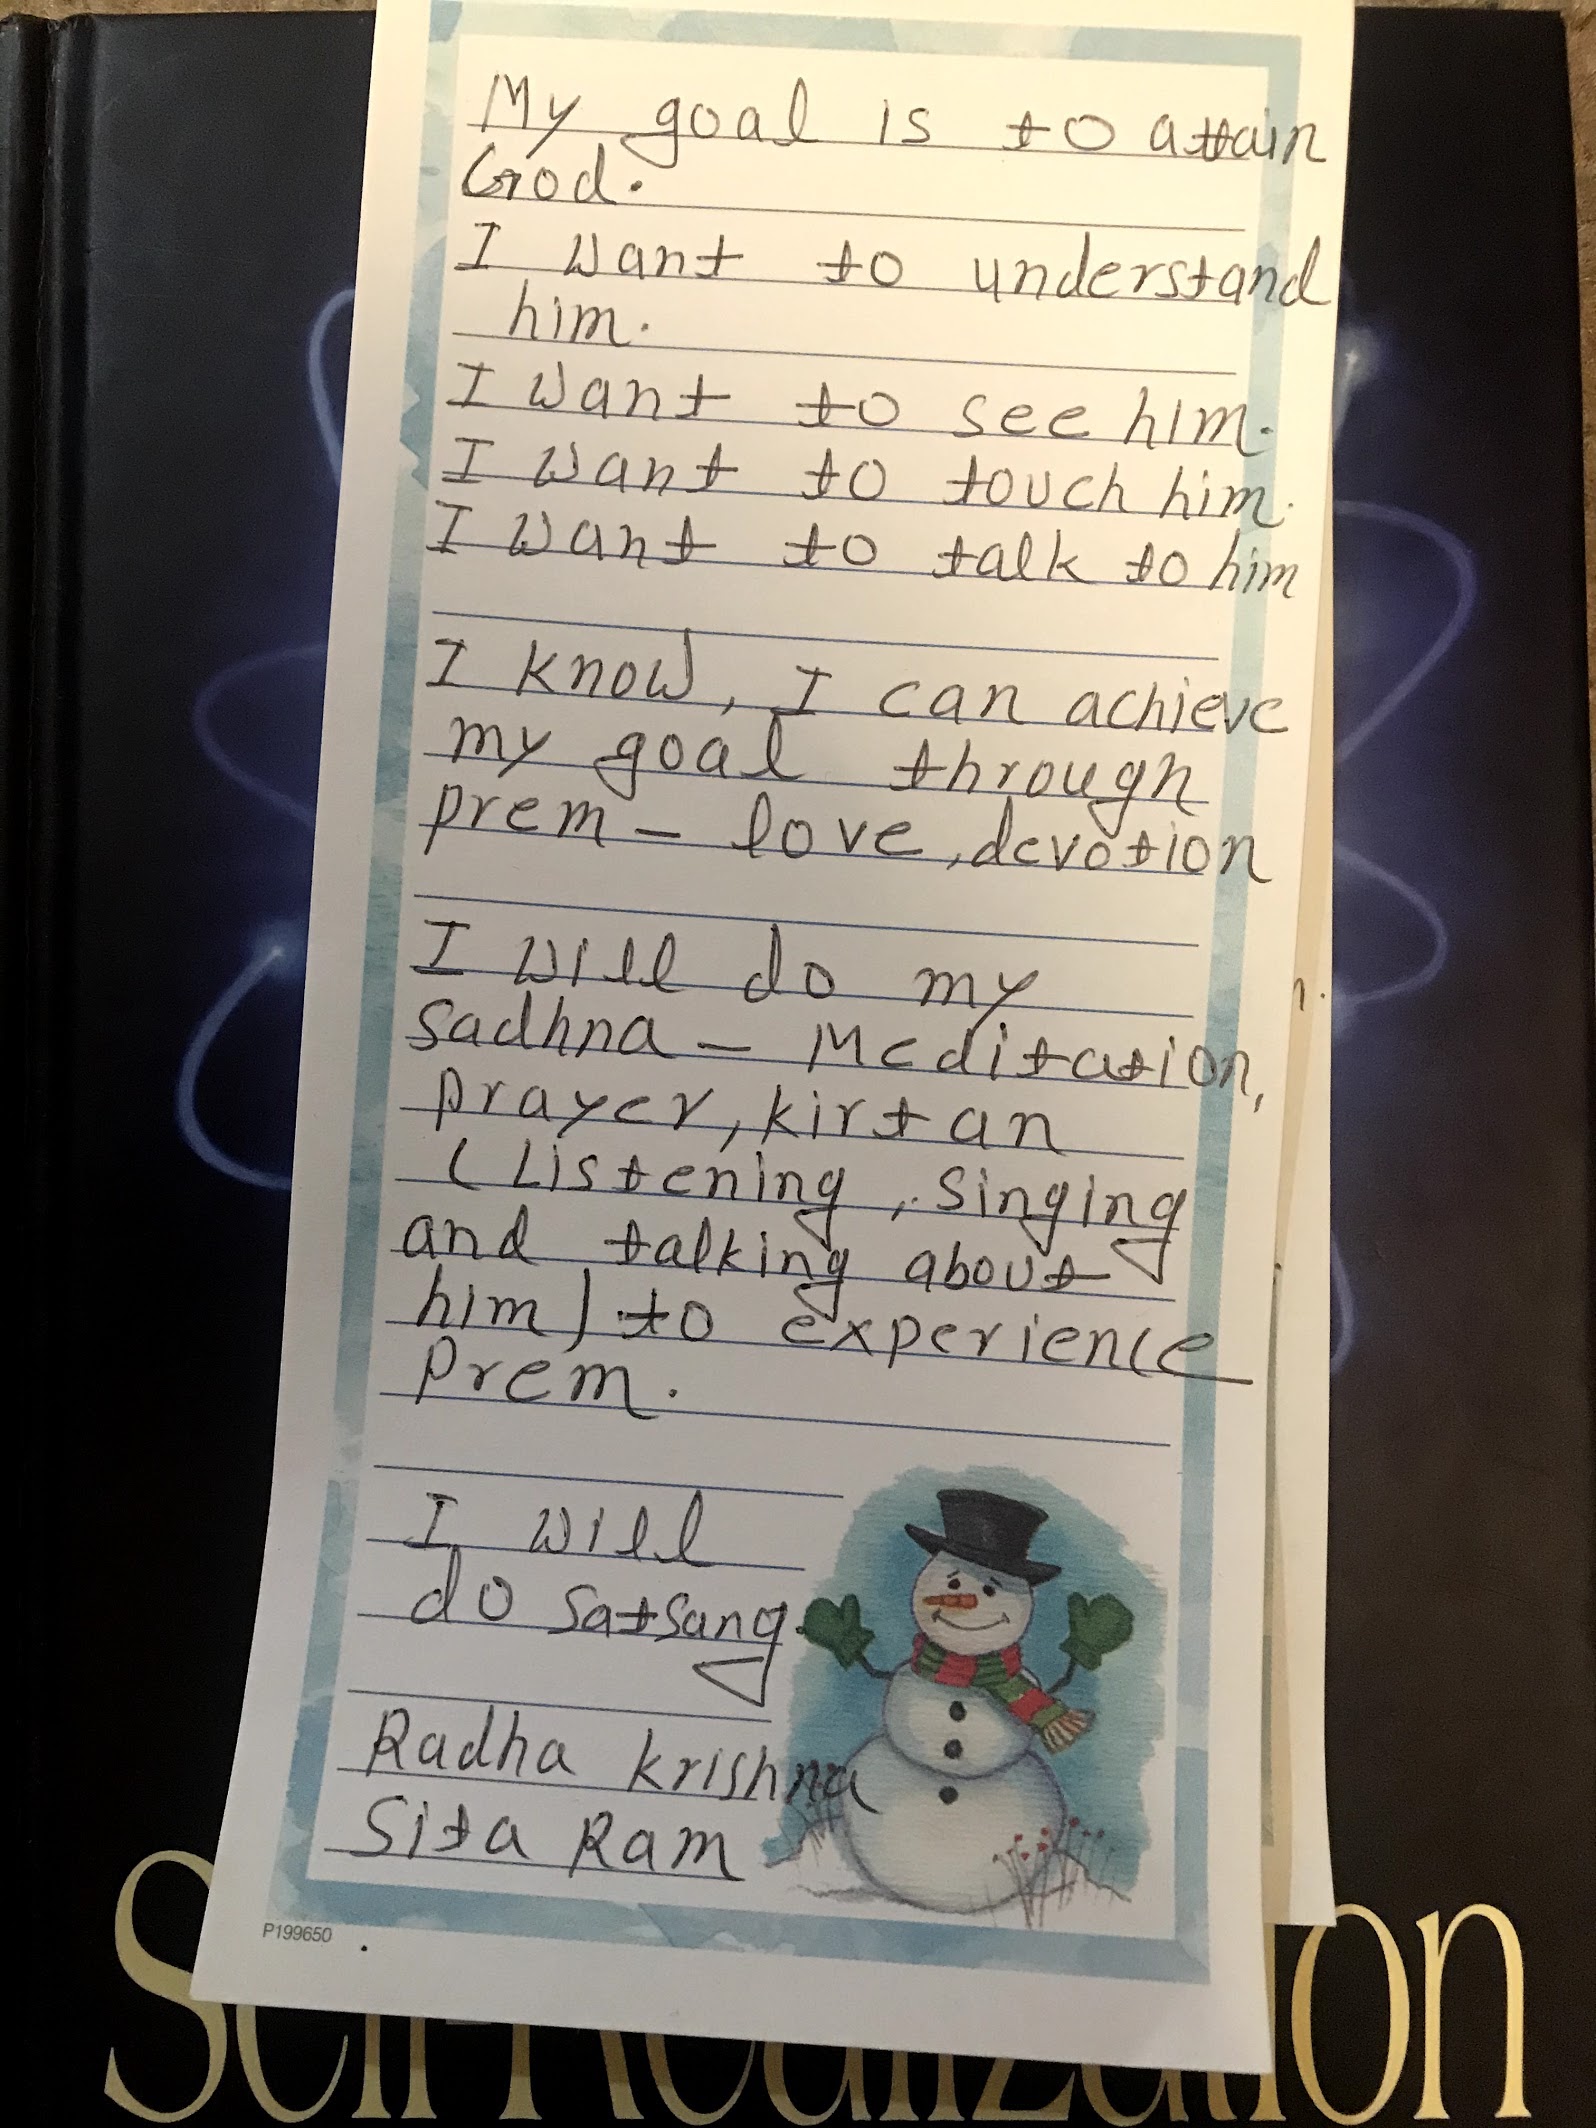 My goal is to attain
God.
I want to understand
him.
I want to see him.
I want to touch him.
I want to talk to him
I know, I can achieve
my goal through
prem - love, devotion
I will do my
sadhna - Meditation,
prayer, kirtan
(Listening, singing
and talking about
him) to experience
Prem.
I will
do satsang.
Radha krishna
Sita Ram
P199650
Self-Realization